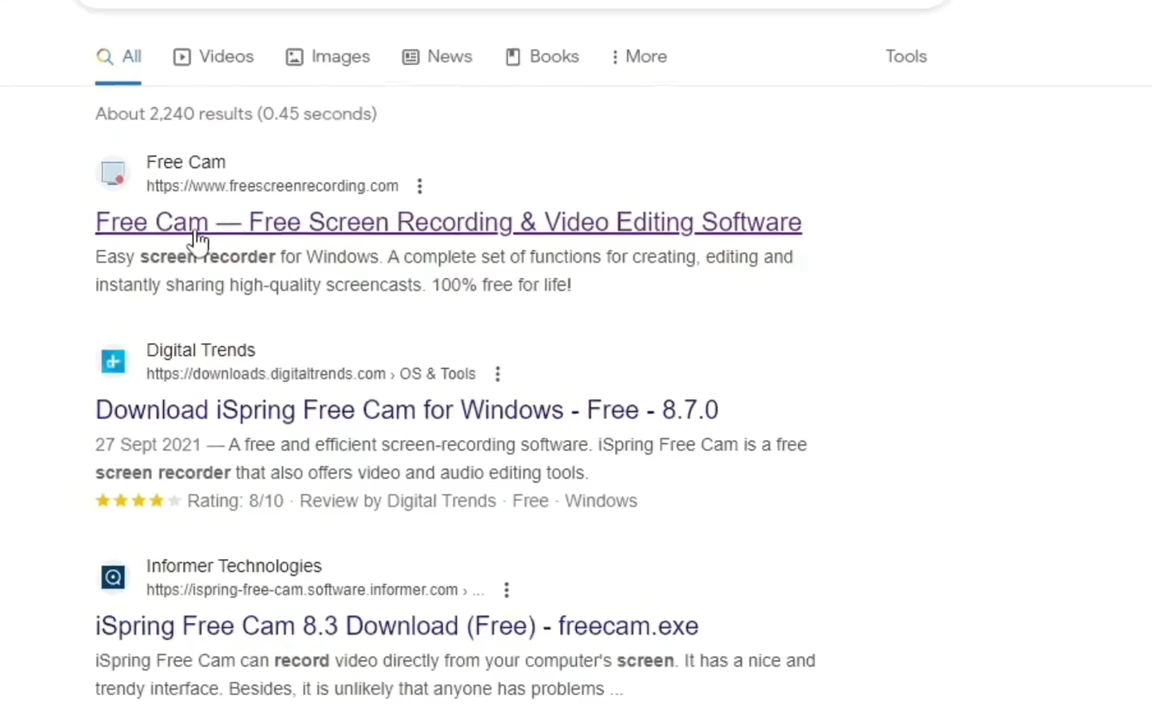 All Videos Images News Books More Tools
About 2,240 results (0.45 seconds)
Free Cam
https://www.freescreenrecording.com
Free Cam — Free Screen Recording & Video Editing Software
Easy screen recorder for Windows. A complete set of functions for creating, editing and
instantly sharing high-quality screencasts. 100% free for life!
Digital Trends
https://downloads.digitaltrends.com › OS & Tools
Download iSpring Free Cam for Windows - Free - 8.7.0
27 Sept 2021 — A free and efficient screen-recording software. iSpring Free Cam is a free
screen recorder that also offers video and audio editing tools.
Rating: 8/10 · Review by Digital Trends · Free · Windows
Informer Technologies
https://ispring-free-cam.software.informer.com › ...
iSpring Free Cam 8.3 Download (Free) - freecam.exe
iSpring Free Cam can record video directly from your computer's screen. It has a nice and
trendy interface. Besides, it is unlikely that anyone has problems ...